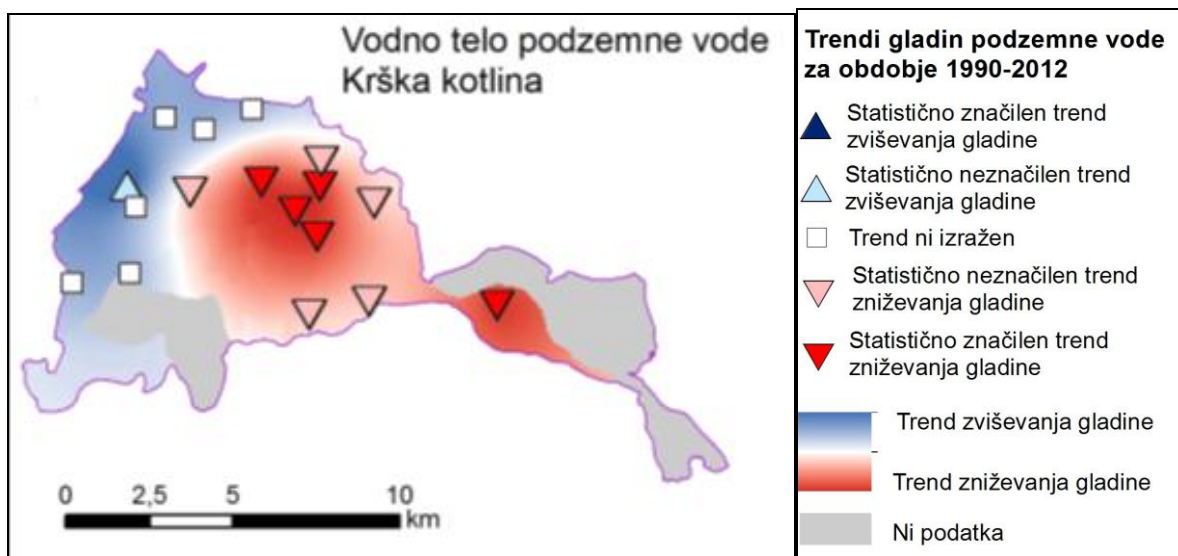 Vodno telo podzemne vode
Krška kotlina
0 2,5 5 10
km
Trendi gladin podzemne vode
za obdobje 1990-2012
Statistično značilen trend
zviševanja gladine
Statistično neznačilen trend
zviševanja gladine
Trend ni izražen
Statistično neznačilen trend
zniževanja gladine
Statistično značilen trend
zniževanja gladine
Trend zviševanja gladine
Trend zniževanja gladine
Ni podatka